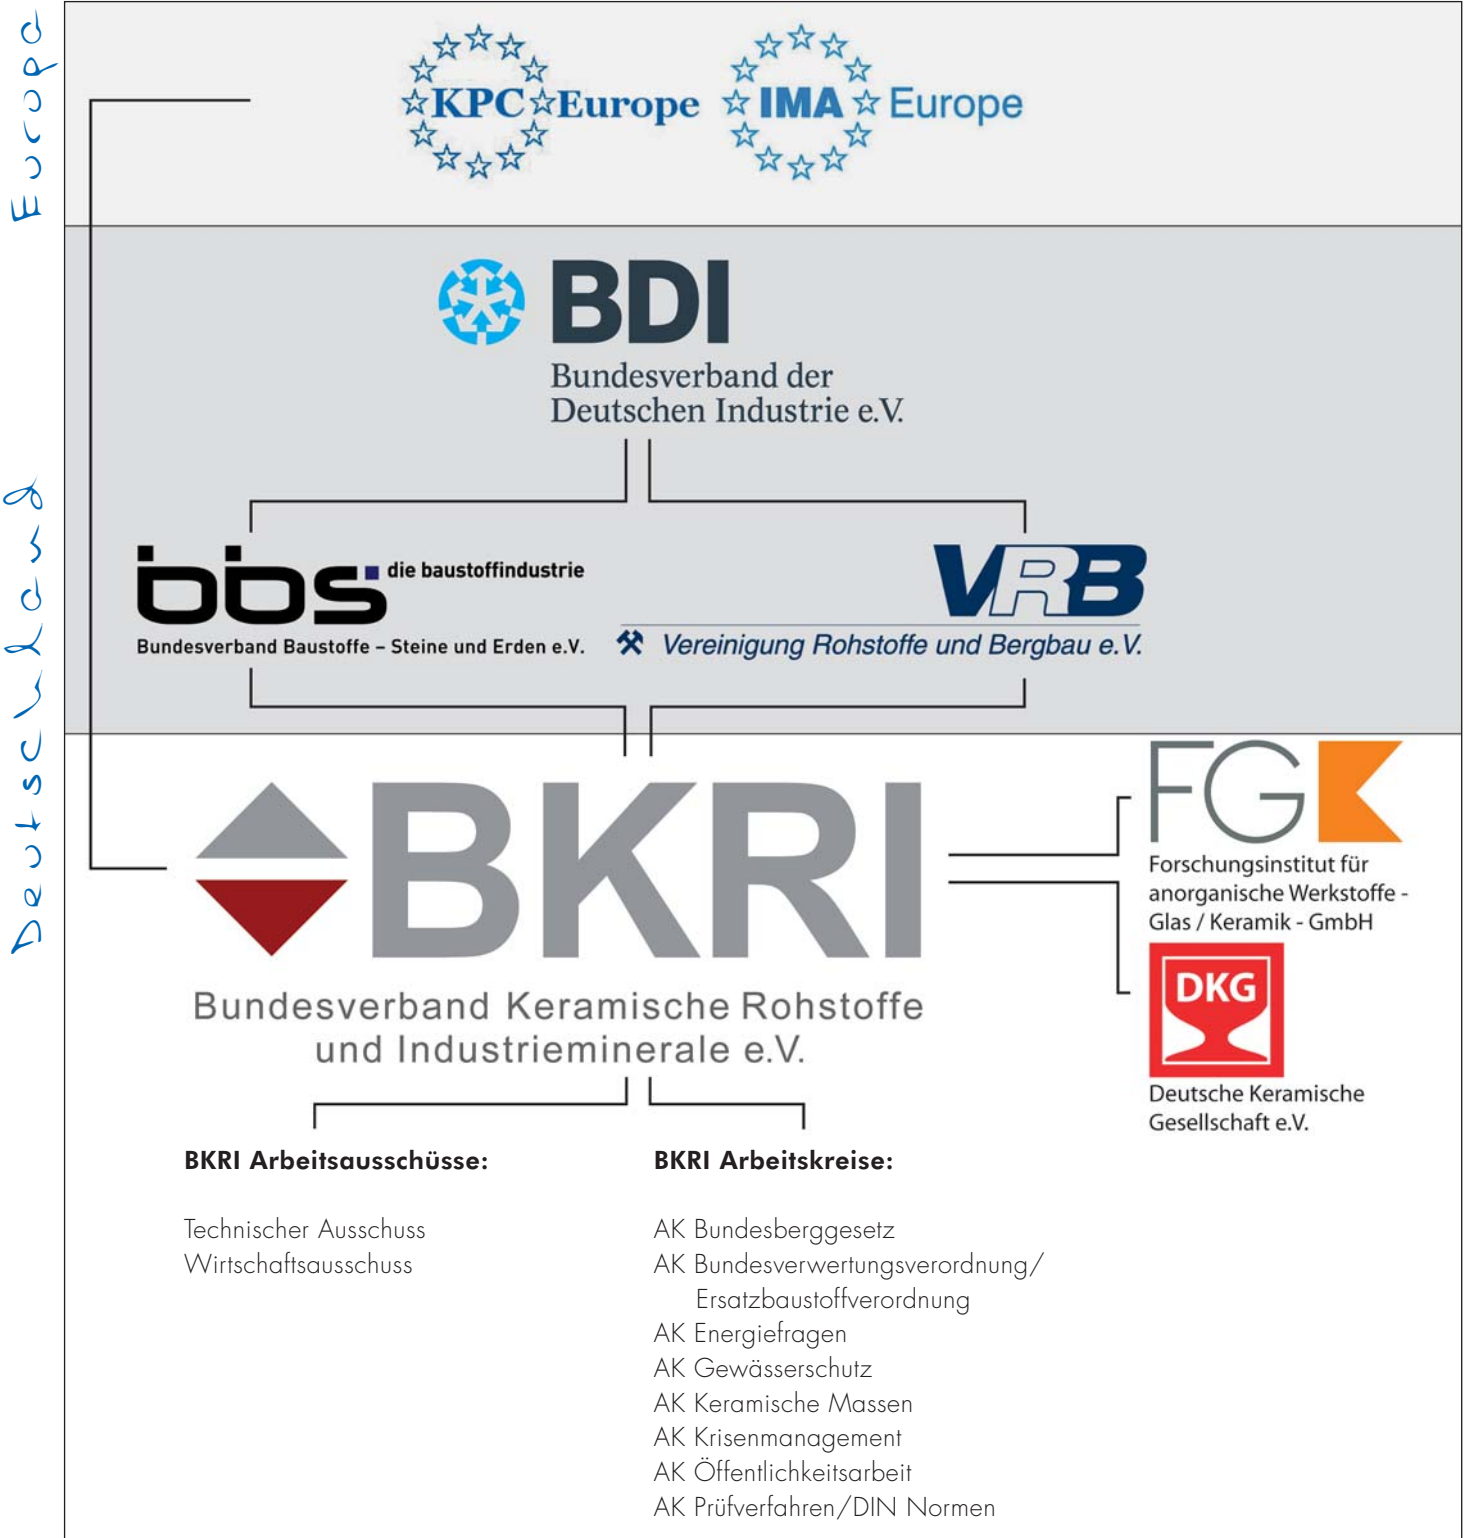 Europa
KPC Europe
IMA Europe
BDI
Bundesverband der
Deutschen Industrie e.V.
Deutschland
bbs
die baustoffindustrie
Bundesverband Baustoffe – Steine und Erden e.V.
VRB
Vereinigung Rohstoffe und Bergbau e.V.
BKRI
Bundesverband Keramische Rohstoffe
und Industrieminerale e.V.
FGK
Forschungsinstitut für
anorganische Werkstoffe -
Glas / Keramik - GmbH
DKG
Deutsche Keramische
Gesellschaft e.V.
BKRI Arbeitsausschüsse:
Technischer Ausschuss
Wirtschaftsausschuss
BKRI Arbeitskreise:
AK Bundesberggesetz
AK Bundesverwertungsverordnung/
Ersatzbaustoffverordnung
AK Energiefragen
AK Gewässerschutz
AK Keramische Massen
AK Krisenmanagement
AK Öffentlichkeitsarbeit
AK Prüfverfahren/DIN Normen